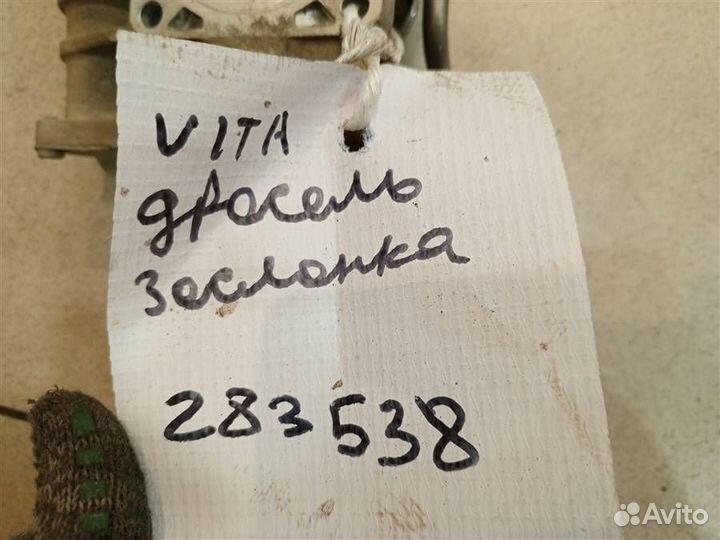 VITA
дросель
заслонка
283538
Avito